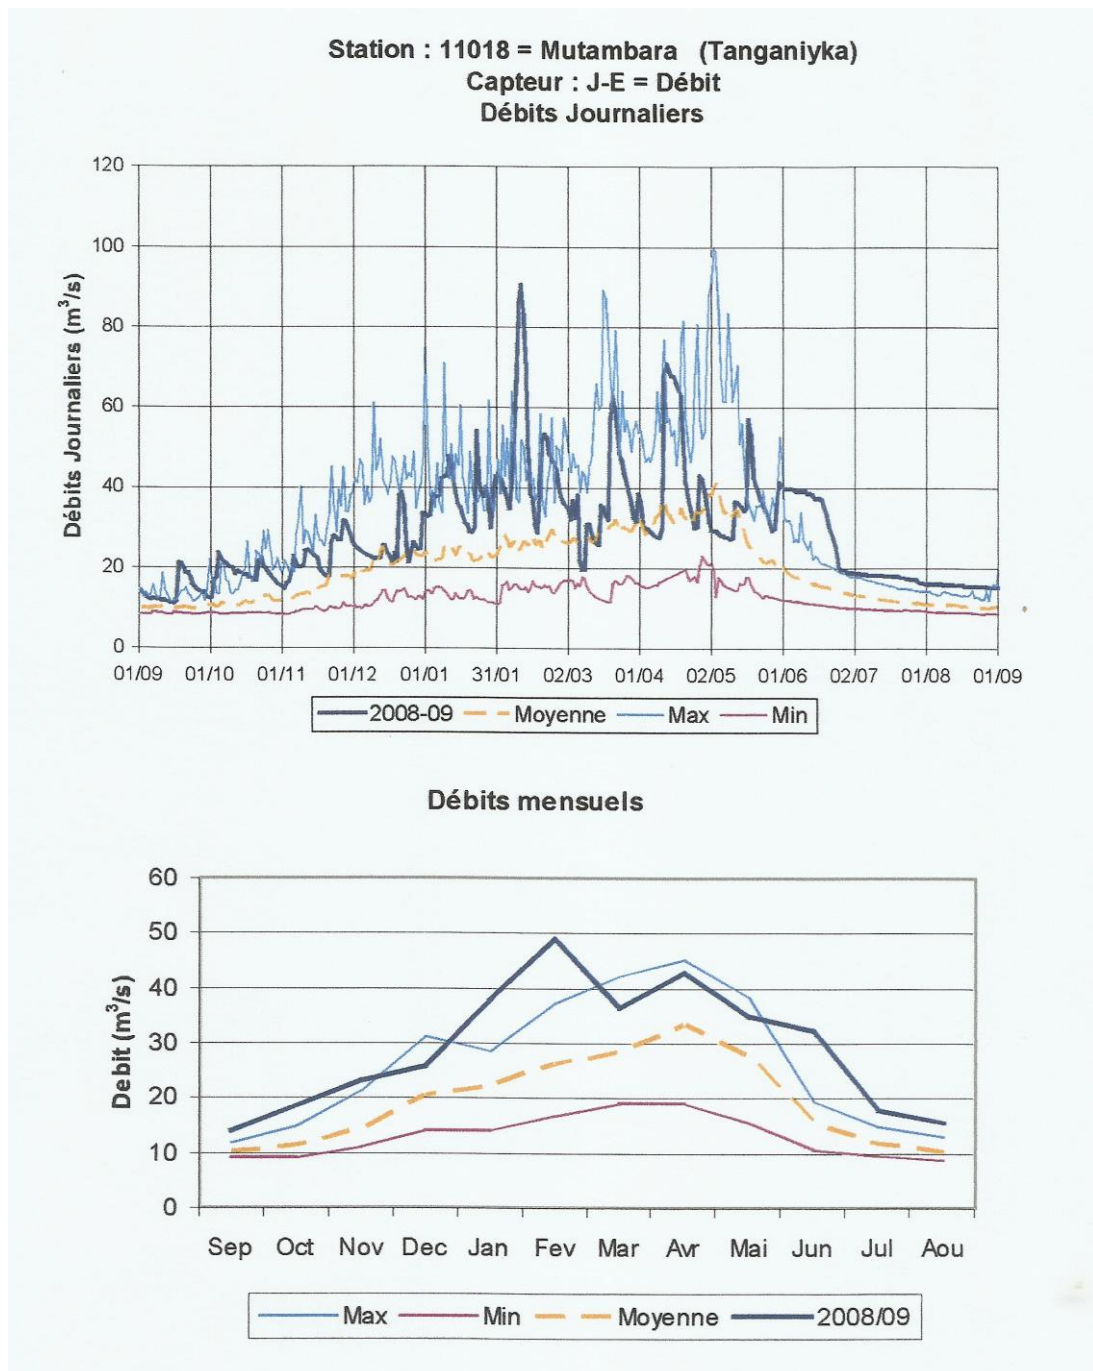 Station : 11018 = Mutambara (Tanganiyka)
Capteur : J-E = Débit
Débits Journaliers
Débits Journaliers (m³/s)
120
100
80
60
40
20
0
01/09 01/10 01/11 01/12 01/01 31/01 02/03 01/04 02/05 01/06 02/07 01/08 01/09
2008-09 Moyenne Max Min
Débits mensuels
Debit (m³/s)
60
50
40
30
20
10
0
Sep Oct Nov Dec Jan Fev Mar Avr Mai Jun Jul Aou
Max Min Moyenne 2008/09